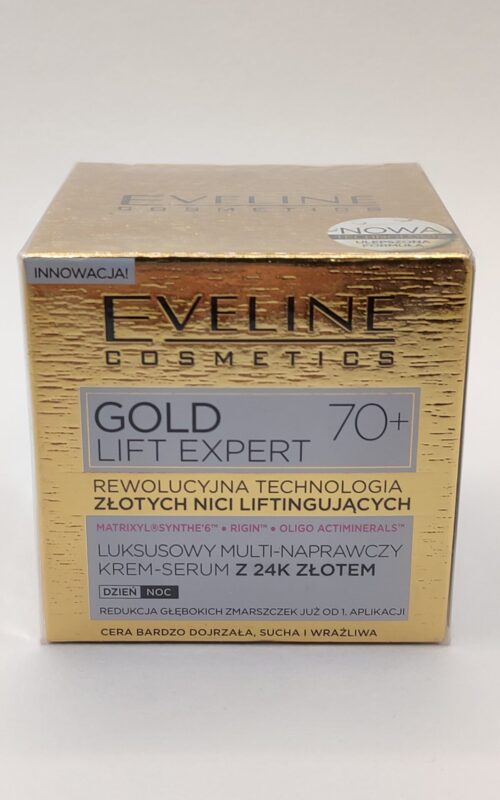 EVELINE
COSMETICS
NOWA
ULEPSZONA
FORMUŁA
INNOWACJA!
EVELINE
COSMETICS
GOLD 70+
LIFT EXPERT
REWOLUCYJNA TECHNOLOGIA
ZŁOTYCH NICI LIFTINGUJĄCYCH
MATRIXYL®SYNTHE'6™ • RIGIN™ • OLIGO ACTIMINERALS™
LUKSUSOWY MULTI-NAPRAWCZY
KREM-SERUM Z 24K ZŁOTEM
DZIEŃ NOC
REDUKCJA GŁĘBOKICH ZMARSZCZEK JUŻ OD 1. APLIKACJI
CERA BARDZO DOJRZAŁA, SUCHA I WRAŻLIWA